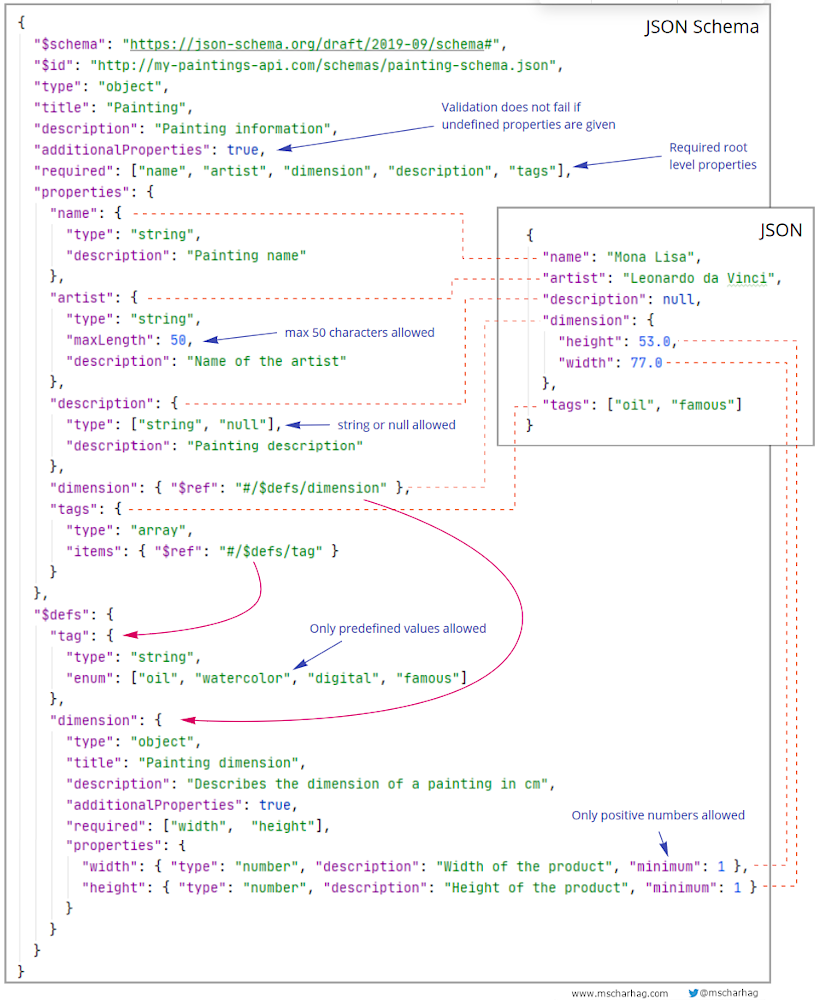 JSON Schema
{
"$schema": "https://json-schema.org/draft/2019-09/schema#",
"$id": "http://my-paintings-api.com/schemas/painting-schema.json",
"type": "object",
"title": "Painting",
"description": "Painting information",
"additionalProperties": true,
"required": ["name", "artist", "dimension", "description", "tags"],
"properties": {
"name": {
"type": "string",
"description": "Painting name"
},
"artist": {
"type": "string",
"maxLength": 50,
"description": "Name of the artist"
},
"description": {
"type": ["string", "null"],
"description": "Painting description"
},
"dimension": { "$ref": "#/$defs/dimension" },
"tags": {
"type": "array",
"items": { "$ref": "#/$defs/tag" }
}
},
"$defs": {
"tag": {
"type": "string",
"enum": ["oil", "watercolor", "digital", "famous"]
},
"dimension": {
"type": "object",
"title": "Painting dimension",
"description": "Describes the dimension of a painting in cm",
"additionalProperties": true,
"required": ["width",  "height"],
"properties": {
"width": { "type": "number", "description": "Width of the product", "minimum": 1 },
"height": { "type": "number", "description": "Height of the product", "minimum": 1 }
}
}
}
}
Validation does not fail if
undefined properties are given
Required root
level properties
max 50 characters allowed
string or null allowed
Only predefined values allowed
Only positive numbers allowed
JSON
{
"name": "Mona Lisa",
"artist": "Leonardo da Vinci",
"description": null,
"dimension": {
"height": 53.0,
"width": 77.0
},
"tags": ["oil", "famous"]
}
www.mscharhag.com
@mscharhag